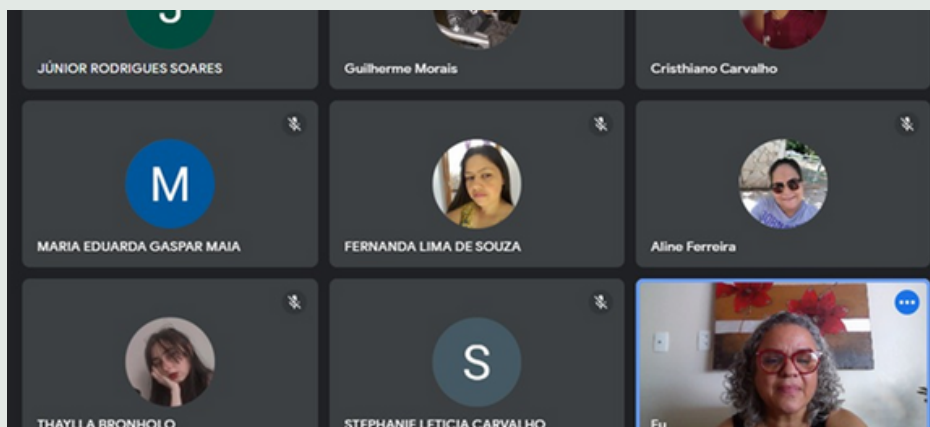 JÚNIOR RODRIGUES SOARES
Guilherme Morais
Cristhiano Carvalho
M
MARIA EDUARDA GASPAR MAIA
FERNANDA LIMA DE SOUZA
Aline Ferreira
S
THAYLLA BRONHOLO
STEPHANIE LETICIA CARVALHO
Eu